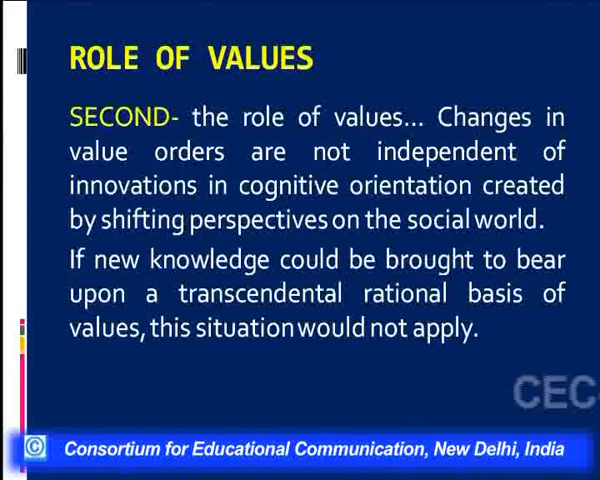 ROLE OF VALUES
SECOND- the role of values... Changes in
value orders are not independent of
innovations in cognitive orientation created
by shifting perspectives on the social world.
If new knowledge could be brought to bear
upon a transcendental rational basis of
values, this situation would not apply.
CEC-
© Consortium for Educational Communication, New Delhi, India